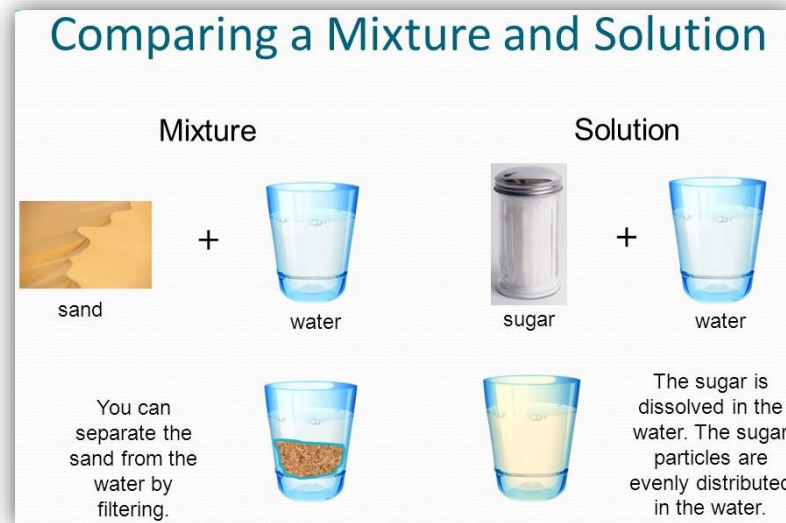 Comparing a Mixture and Solution
Mixture
Solution
+
+
sand
water
sugar
water
You can
separate the
sand from the
water by
filtering.
The sugar is
dissolved in the
water. The sugar
particles are
evenly distributed
in the water.